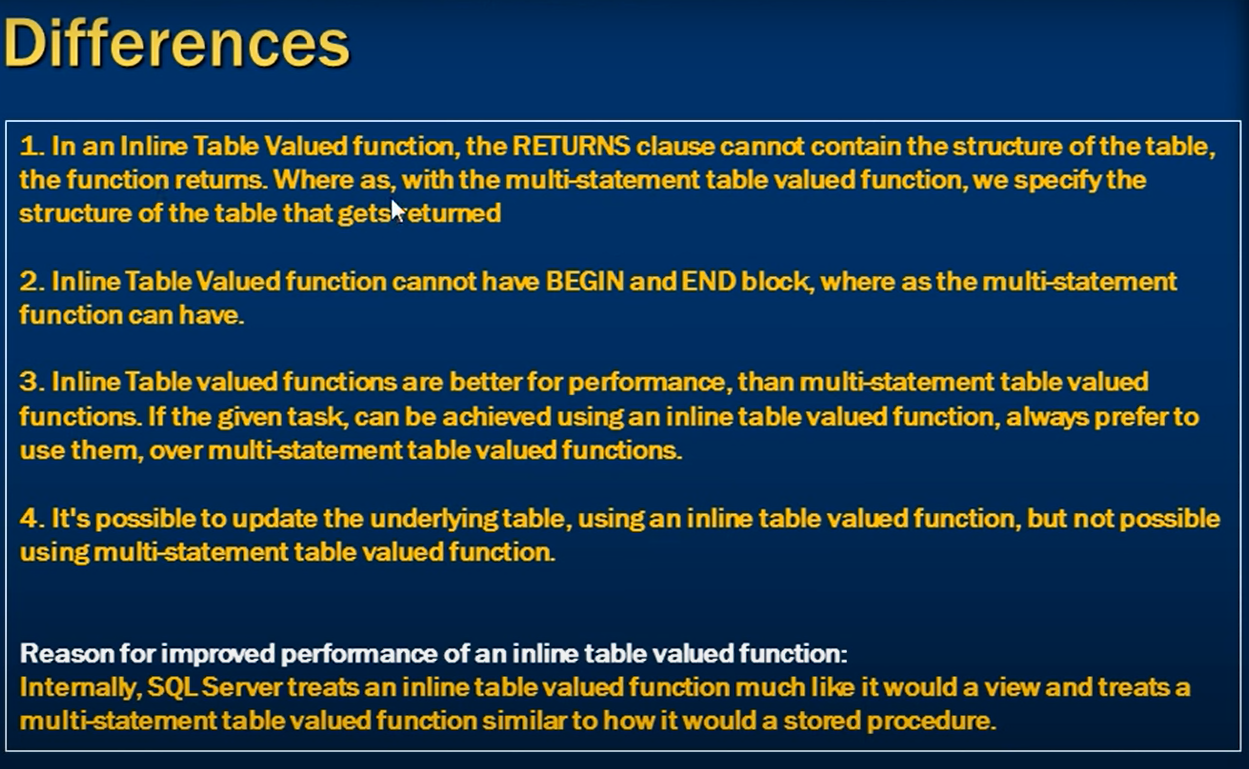 Differences
1. In an Inline Table Valued function, the RETURNS clause cannot contain the structure of the table,
the function returns. Where as, with the multi-statement table valued function, we specify the
structure of the table that gets returned
2. Inline Table Valued function cannot have BEGIN and END block, where as the multi-statement
function can have.
3. Inline Table valued functions are better for performance, than multi-statement table valued
functions. If the given task, can be achieved using an inline table valued function, always prefer to
use them, over multi-statement table valued functions.
4. It's possible to update the underlying table, using an inline table valued function, but not possible
using multi-statement table valued function.
Reason for improved performance of an inline table valued function:
Internally, SQL Server treats an inline table valued function much like it would a view and treats a
multi-statement table valued function similar to how it would a stored procedure.